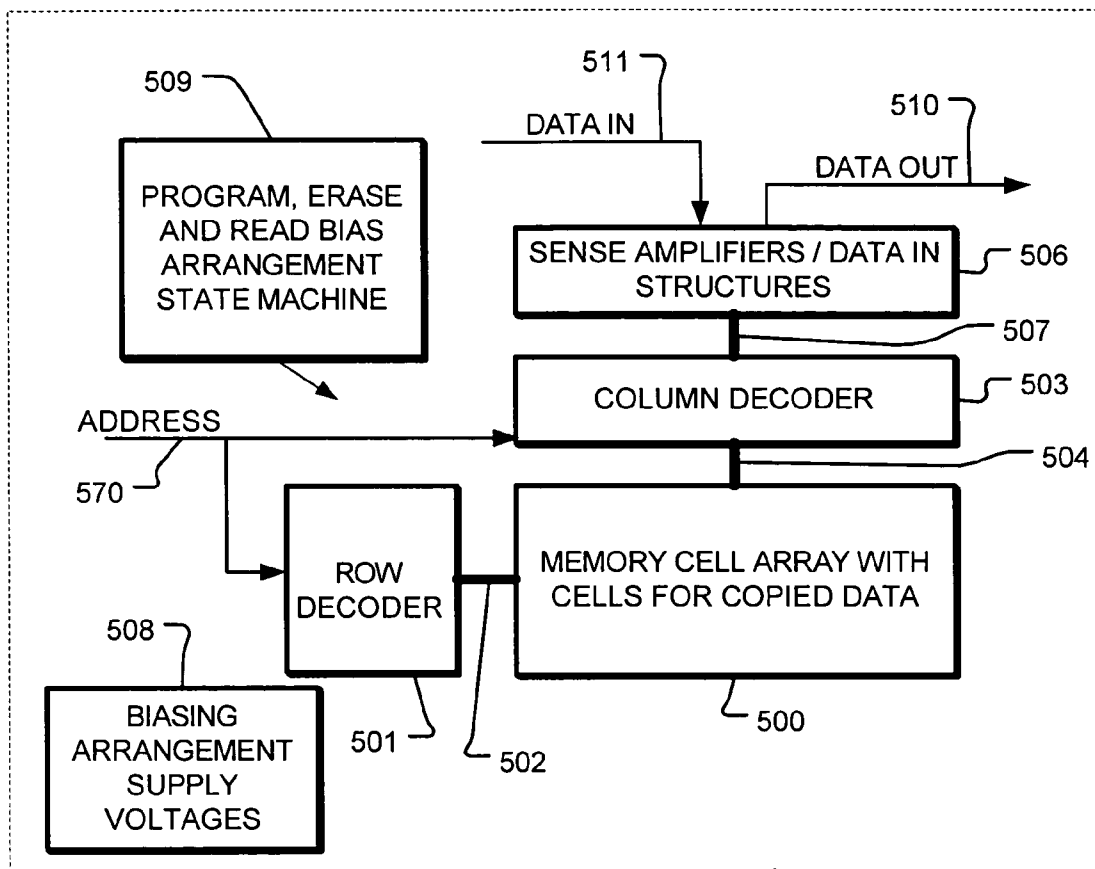 511
509
510
DATA IN
DATA OUT
PROGRAM, ERASE
AND READ BIAS
ARRANGEMENT
STATE MACHINE
SENSE AMPLIFIERS / DATA IN
STRUCTURES
506
507
COLUMN DECODER
503
ADDRESS
504
570
ROW
DECODER
MEMORY CELL ARRAY WITH
CELLS FOR COPIED DATA
508
BIASING
ARRANGEMENT
SUPPLY
VOLTAGES
501
502
500